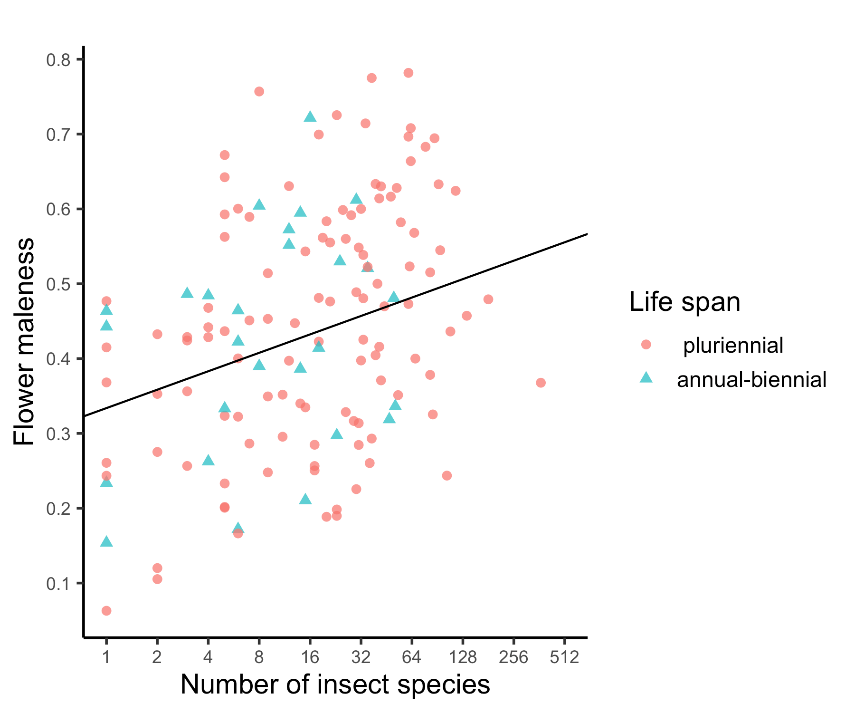 0.8
0.7
0.6
0.5
0.4
0.3
0.2
0.1
Flower maleness
1 2 4 8 16 32 64 128 256 512
Number of insect species
Life span
pluriennial
annual-biennial